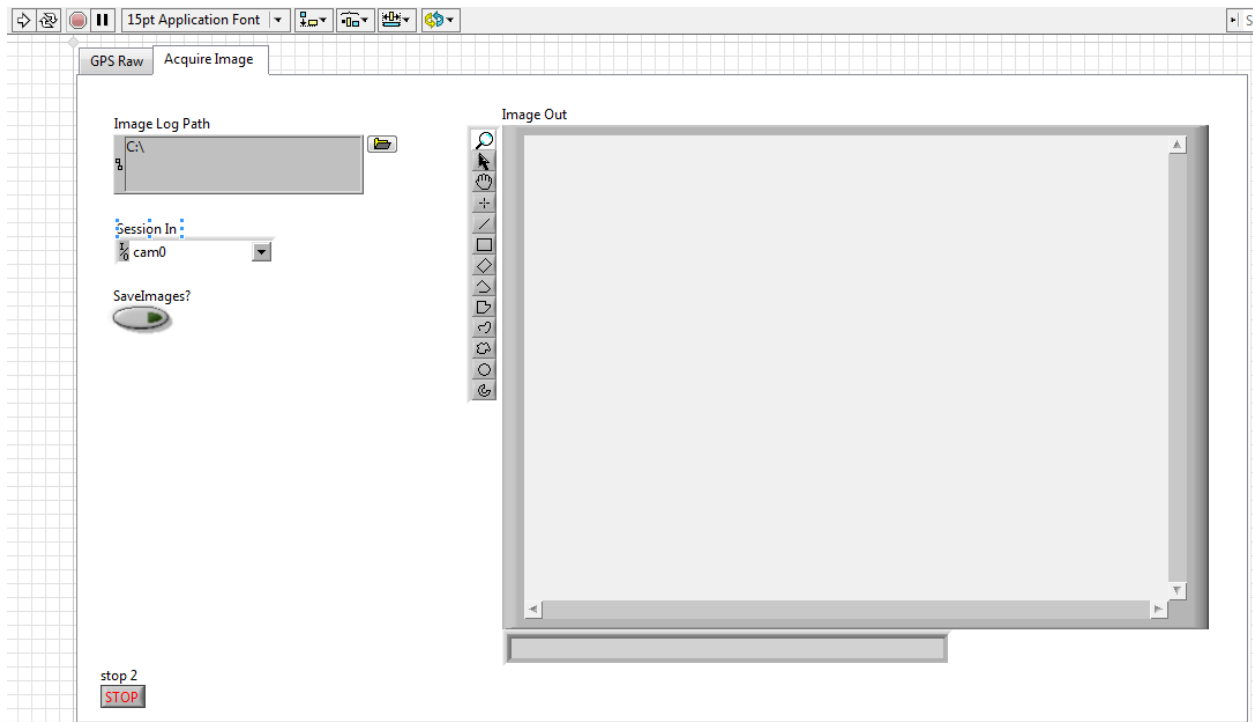 15pt Application Font
S
GPS Raw
Acquire Image
Image Log Path
C:\
Session In
I/O cam0
SaveImages?
Image Out
stop 2
STOP